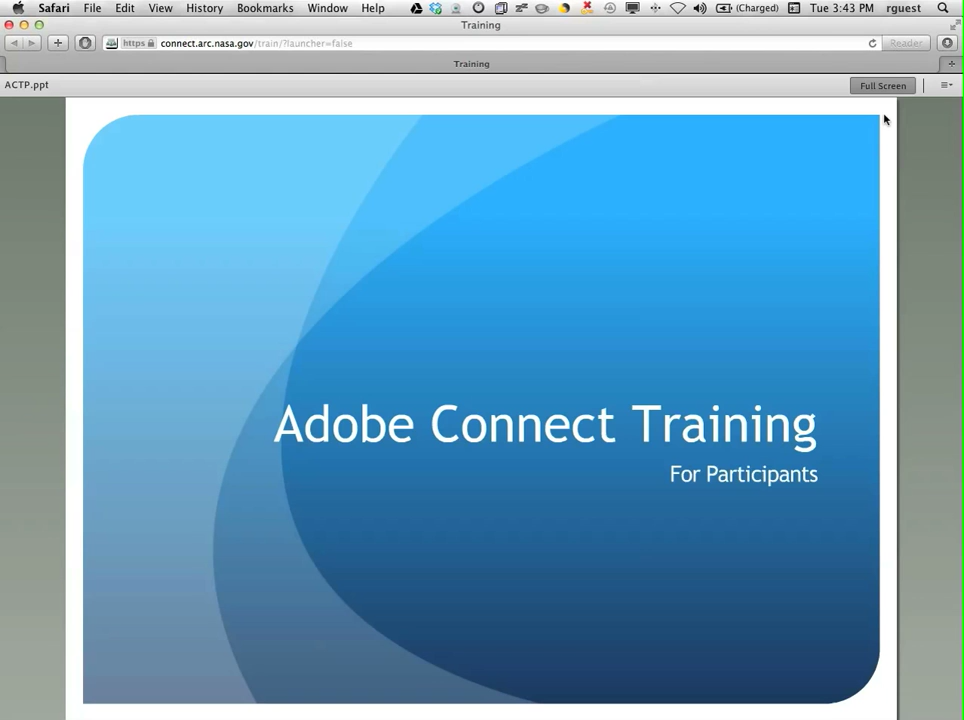 Safari File Edit View History Bookmarks Window Help (Charged) Tue 3:43 PM rguest
Training
https connect.arc.nasa.gov/train/?launcher=false Reader
Training
ACTP.ppt Full Screen
Adobe Connect Training
For Participants